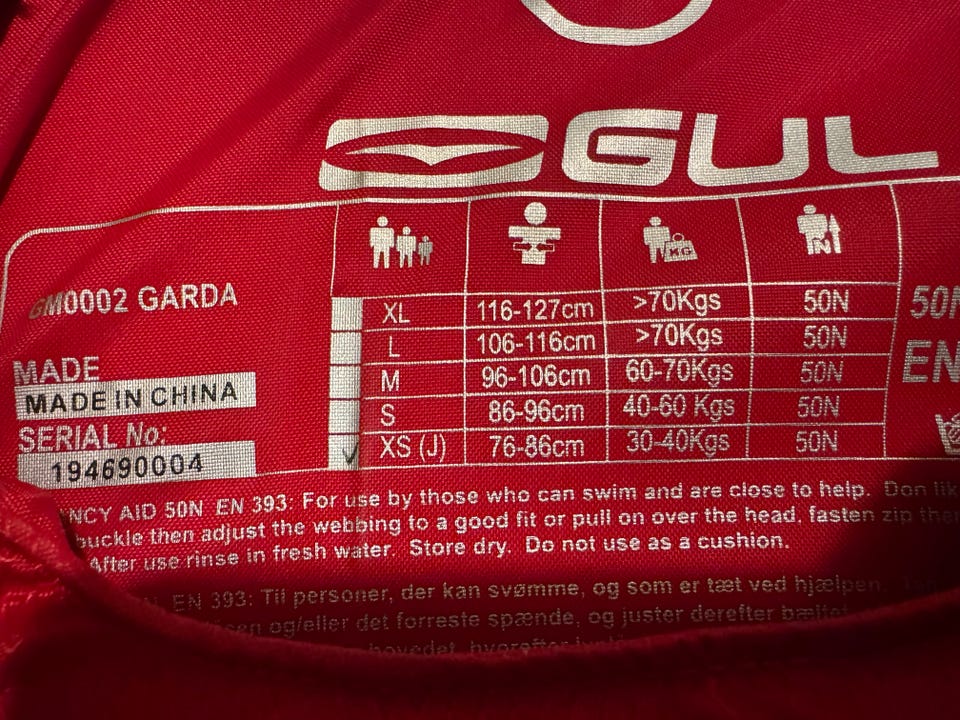 GUL
GM0002 GARDA
MADE
MADE IN CHINA
SERIAL No:
194690004
KG
N
XL 116-127cm >70Kgs 50N
L 106-116cm >70Kgs 50N
M 96-106cm 60-70Kgs 50N
S 86-96cm 40-60 Kgs 50N
XS (J) 76-86cm 30-40Kgs 50N
50N
EN
AID 50N EN 393: For use by those who can swim and are close to help. Don
buckle then adjust the webbing to a good fit or pull on over the head, fasten zip
After use rinse in fresh water. Store dry. Do not use as a cushion.
EN 393: Til personer, der kan svømme, og som er tæt ved hjælpen.
og/eller det forreste spænde, og juster derefter bæltet
hovedet, hvorefter